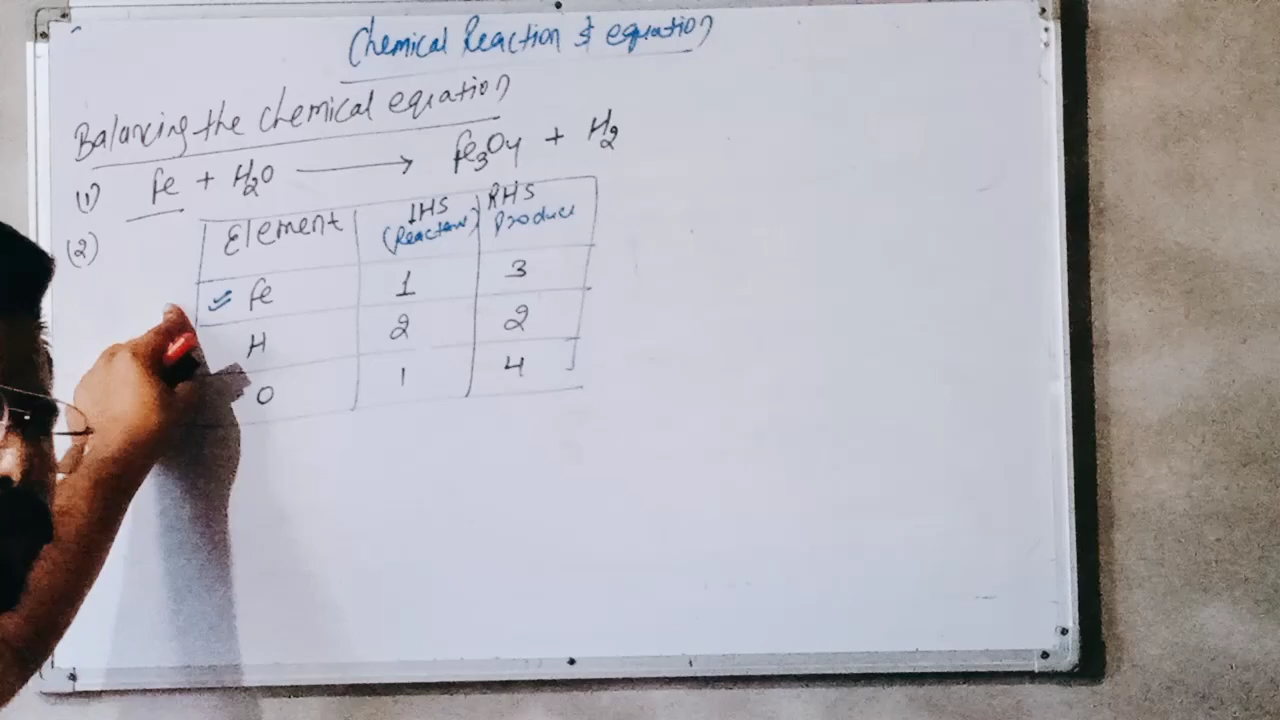 Chemical Reaction & equation
Balancing the chemical equation
(1) Fe + H2O ⟶ Fe3O4 + H2
(2)
Element LHS (Reactant) RHS Produce
Fe 1 3
H 2 2
O 1 4